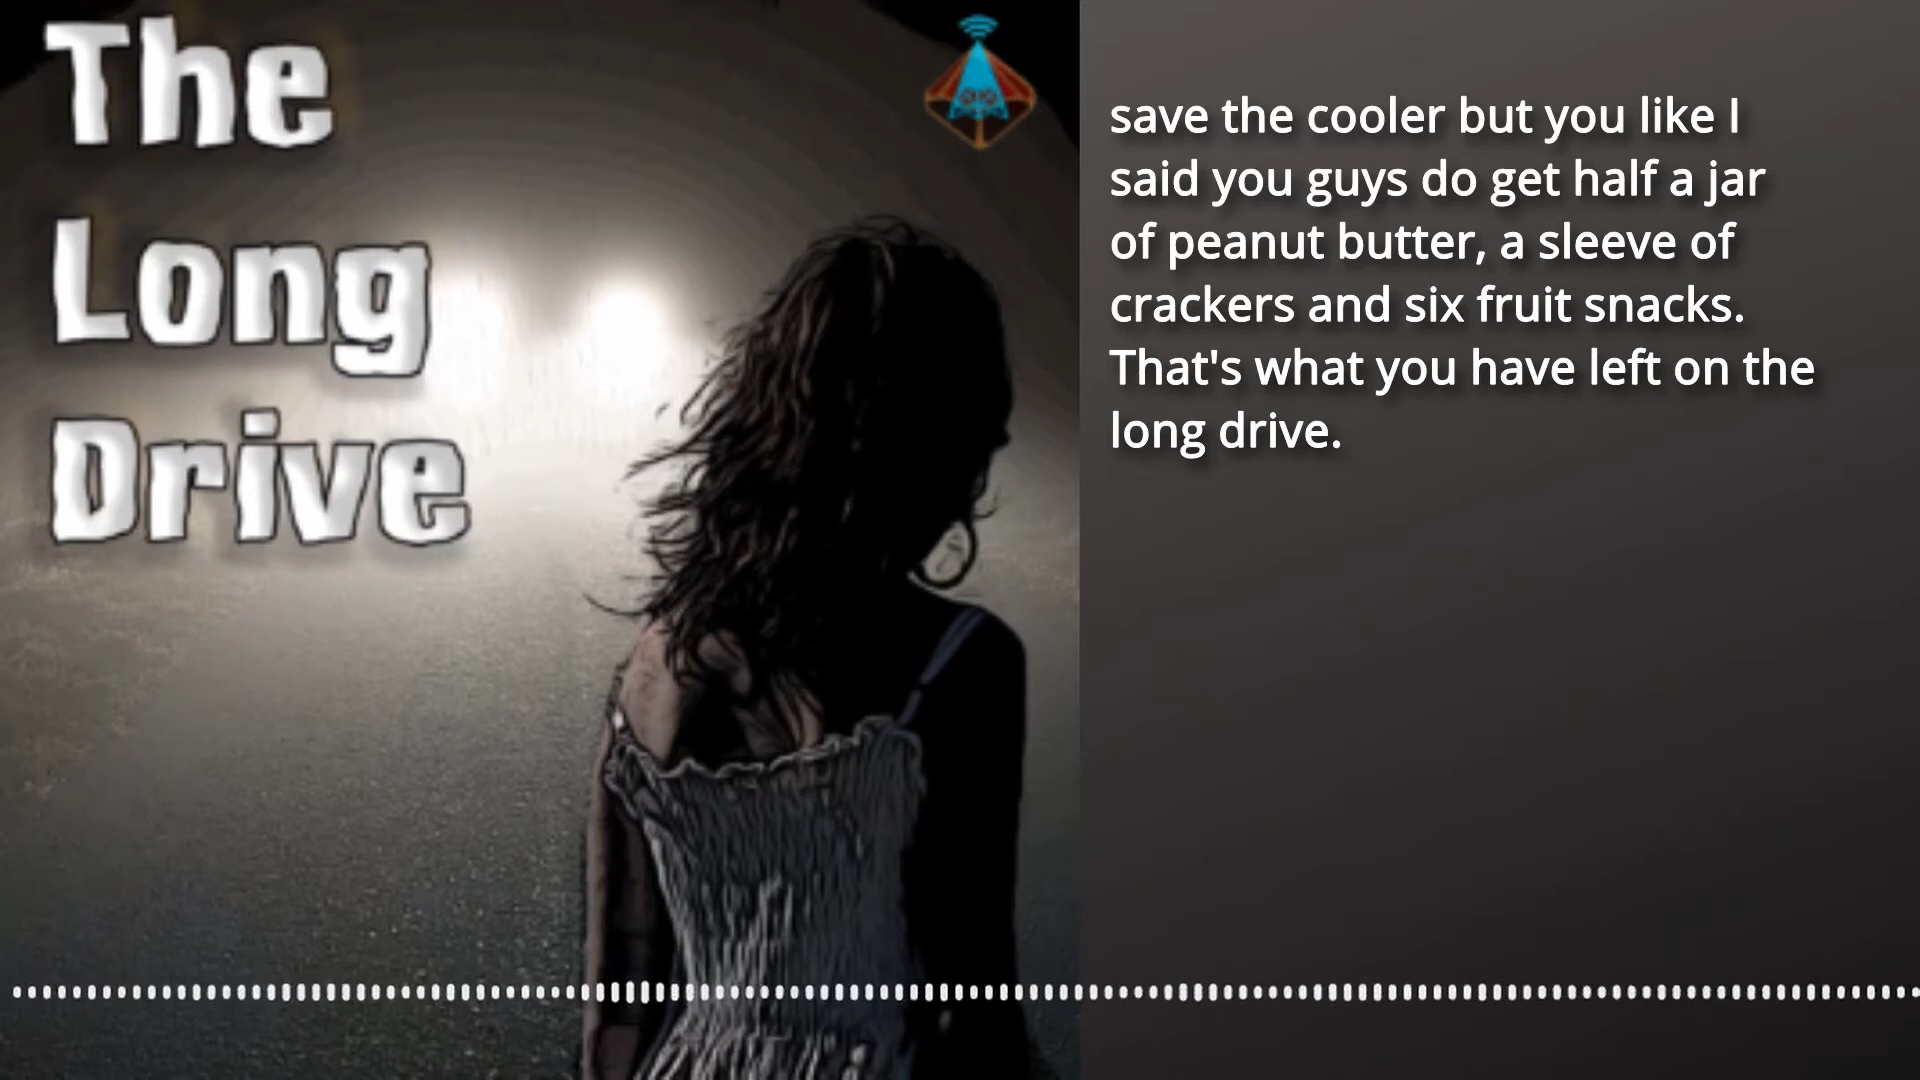 The
Long
Drive
save the cooler but you like I
said you guys do get half a jar
of peanut butter, a sleeve of
crackers and six fruit snacks.
That's what you have left on the
long drive.